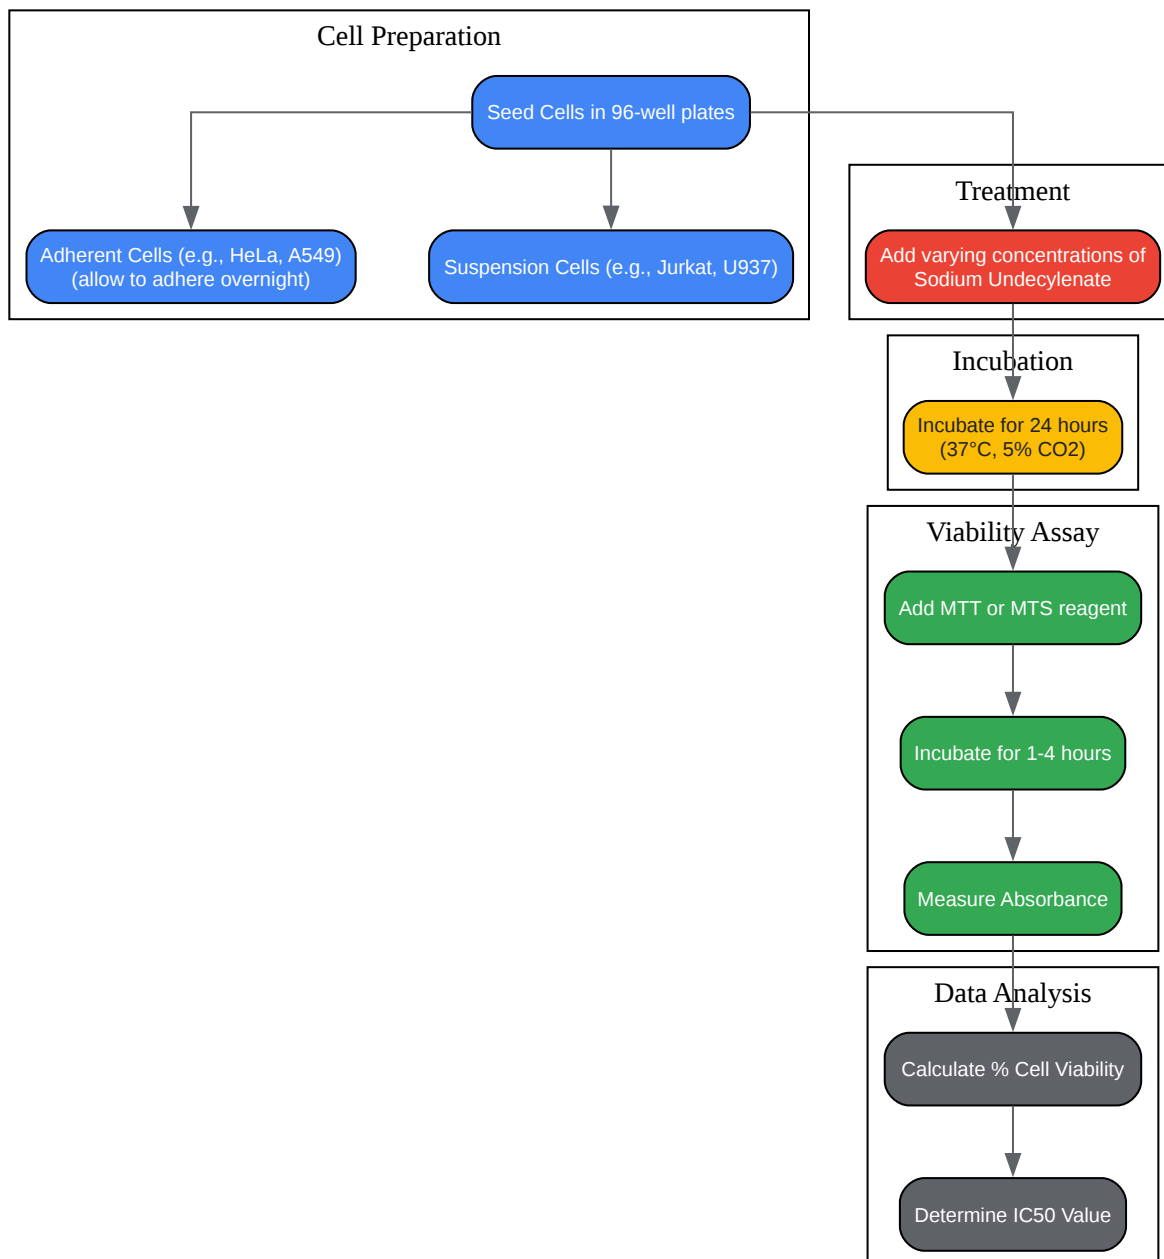 Cell Preparation
Seed Cells in 96-well plates
Adherent Cells (e.g., HeLa, A549)
(allow to adhere overnight)
Suspension Cells (e.g., Jurkat, U937)
Treatment
Add varying concentrations of
Sodium Undecylenate
Incubation
Incubate for 24 hours
(37°C, 5% CO2)
Viability Assay
Add MTT or MTS reagent
Incubate for 1-4 hours
Measure Absorbance
Data Analysis
Calculate % Cell Viability
Determine IC50 Value